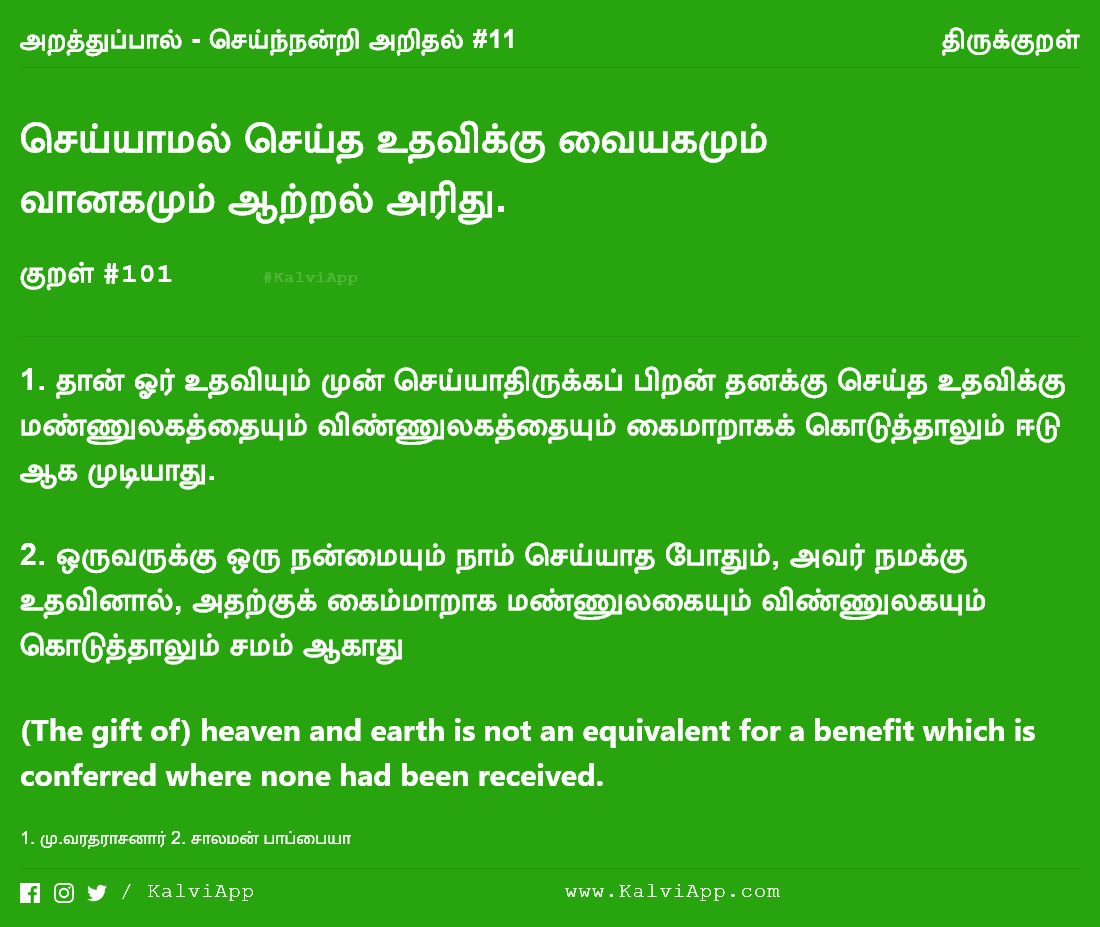 அறத்துப்பால் - செய்ந்நன்றி அறிதல் #11
திருக்குறள்
செய்யாமல் செய்த உதவிக்கு வையகமும்
வானகமும் ஆற்றல் அரிது.
குறள் #101
#KalviApp
1. தான் ஓர் உதவியும் முன் செய்யாதிருக்கப் பிறன் தனக்கு செய்த உதவிக்கு
மண்ணுலகத்தையும் விண்ணுலகத்தையும் கைமாறாகக் கொடுத்தாலும் ஈடு
ஆக முடியாது.
2. ஒருவருக்கு ஒரு நன்மையும் நாம் செய்யாத போதும், அவர் நமக்கு
உதவினால், அதற்குக் கைம்மாறாக மண்ணுலகையும் விண்ணுலகயும்
கொடுத்தாலும் சமம் ஆகாது
(The gift of) heaven and earth is not an equivalent for a benefit which is
conferred where none had been received.
1. மு.வரதராசனார் 2. சாலமன் பாப்பையா
/ KalviApp
www.KalviApp.com